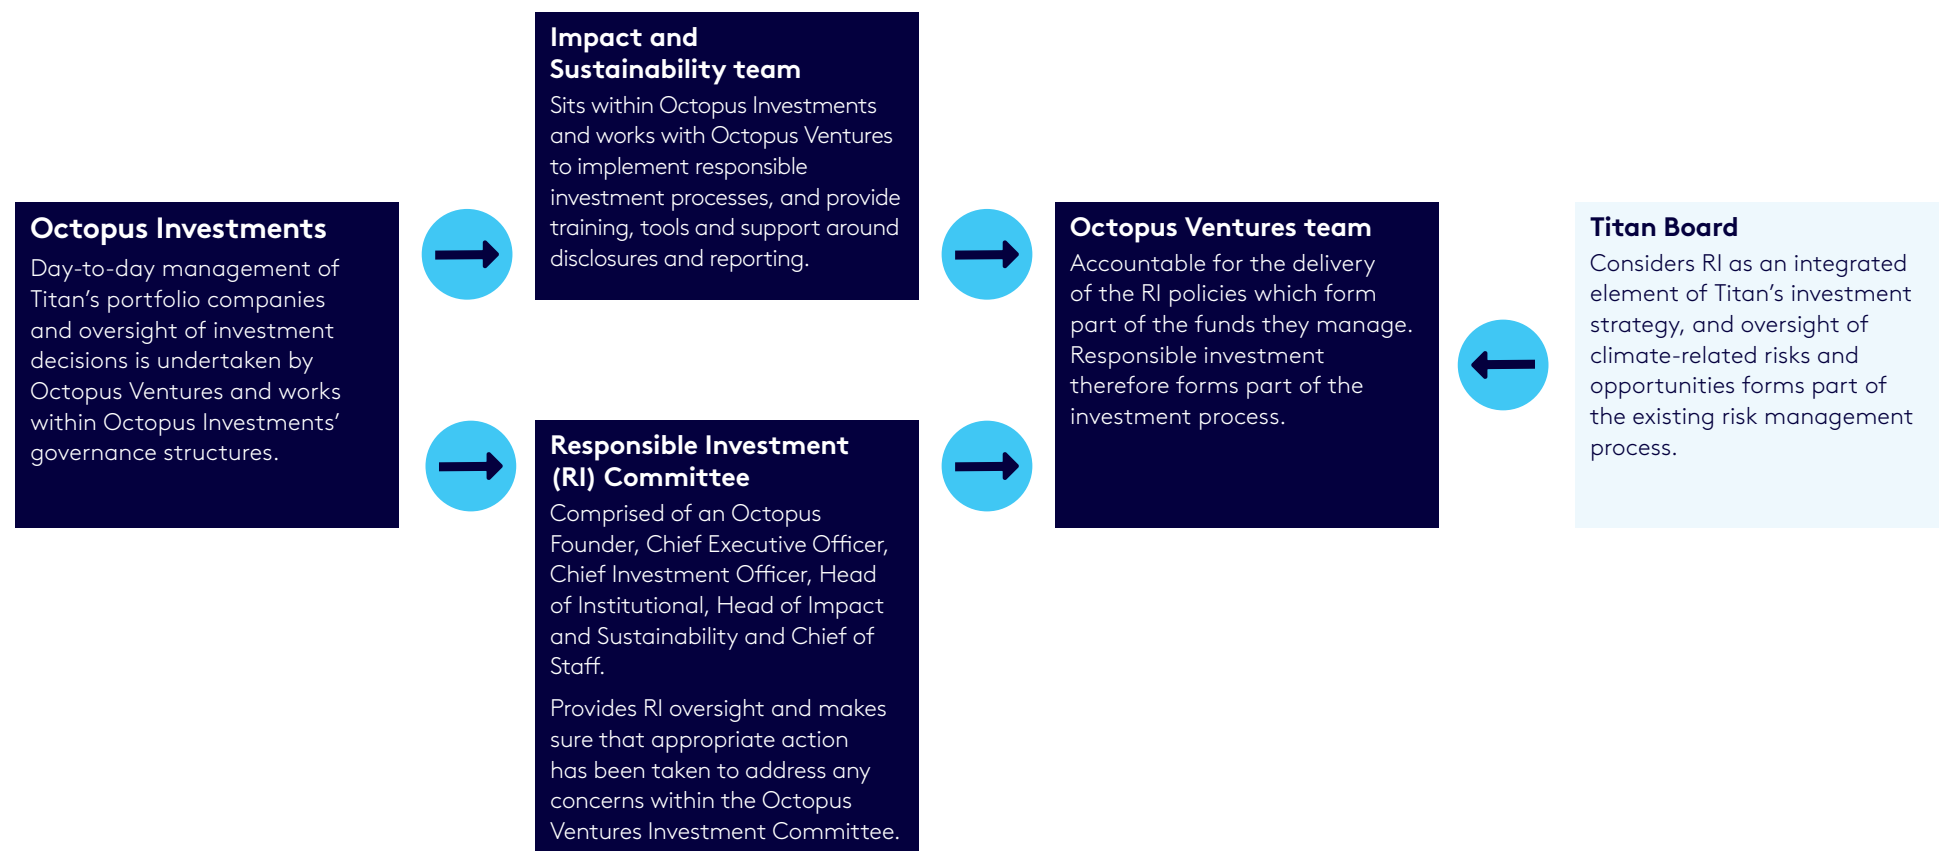 Octopus Investments
Day-to-day management of
Titan’s portfolio companies
and oversight of investment
decisions is undertaken by
Octopus Ventures and works
within Octopus Investments’
governance structures.
Impact and
Sustainability team
Sits within Octopus Investments
and works with Octopus Ventures
to implement responsible
investment processes, and provide
training, tools and support around
disclosures and reporting.
Responsible Investment
(RI) Committee
Comprised of an Octopus
Founder, Chief Executive Officer,
Chief Investment Officer, Head
of Institutional, Head of Impact
and Sustainability and Chief of
Staff.
Provides RI oversight and makes
sure that appropriate action
has been taken to address any
concerns within the Octopus
Ventures Investment Committee.
Octopus Ventures team
Accountable for the delivery
of the RI policies which form
part of the funds they manage.
Responsible investment
therefore forms part of the
investment process.
Titan Board
Considers RI as an integrated
element of Titan’s investment
strategy, and oversight of
climate-related risks and
opportunities forms part of
the existing risk management
process.